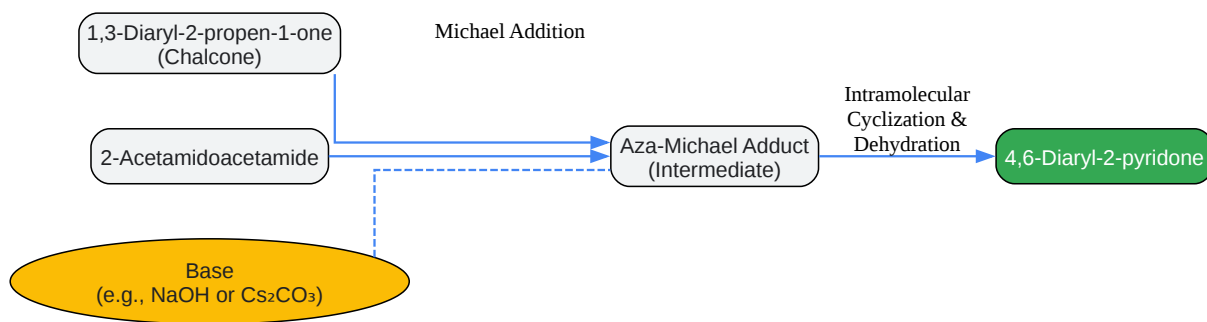 1,3-Diaryl-2-propen-1-one
(Chalcone)
Michael Addition
2-Acetamidoacetamide
Aza-Michael Adduct
(Intermediate)
Intramolecular
Cyclization &
Dehydration
4,6-Diaryl-2-pyridone
Base
(e.g., NaOH or Cs₂CO₃)